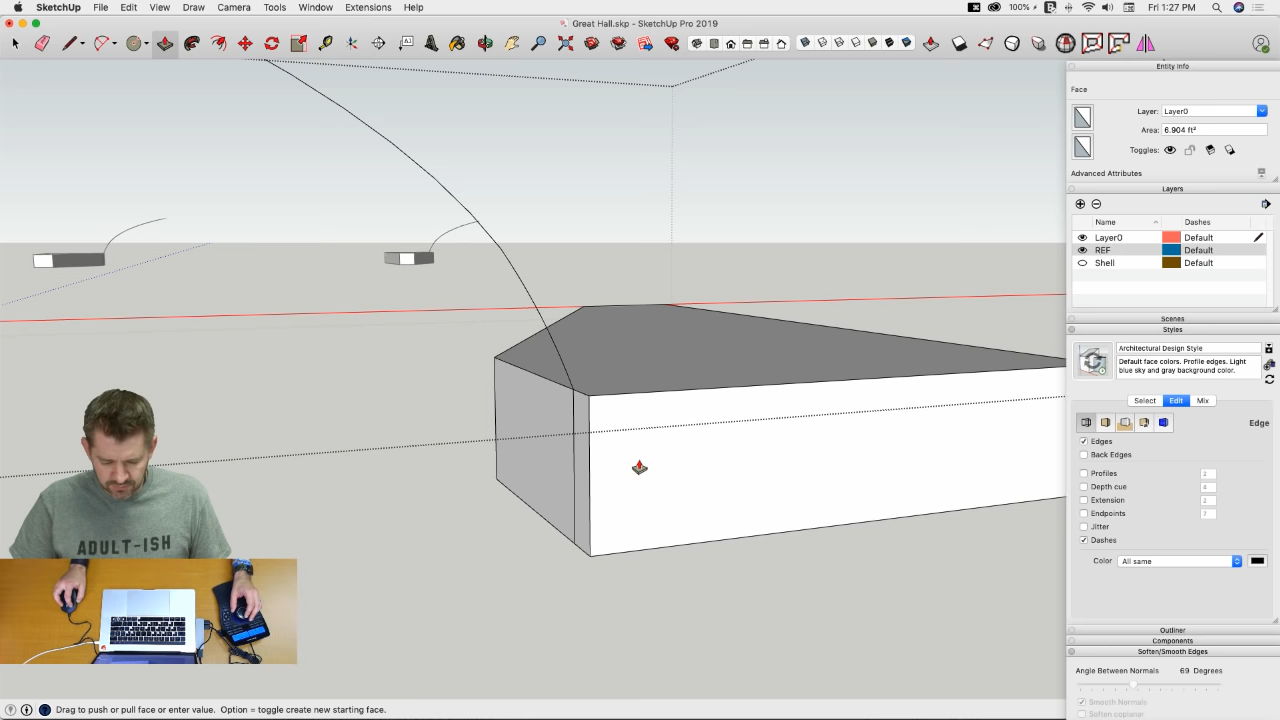 SketchUp File Edit View Draw Camera Tools Window Extensions Help 100% Fri 1:27 PM
Great Hall.skp - SketchUp Pro 2019
Entity Info
Face
Layer: Layer0
Area: 6.904 ft²
Toggles:
Advanced Attributes
Layers
Name Dashes
Layer0 Default
REF Default
Shell Default
Scenes
Styles
Architectural Design Style
Default face colors. Profile edges. Light
blue sky and gray background color.
Select Edit Mix
Edge
Edges
Back Edges
Profiles 2
Depth cue 4
Extension 2
Endpoints 7
Jitter
Dashes
Color All same
Outliner
Components
Soften/Smooth Edges
Angle Between Normals 69 Degrees
Smooth Normals
Soften coplanar
ADULT-ISH
Drag to push or pull face or enter value. Option = toggle create new starting face.